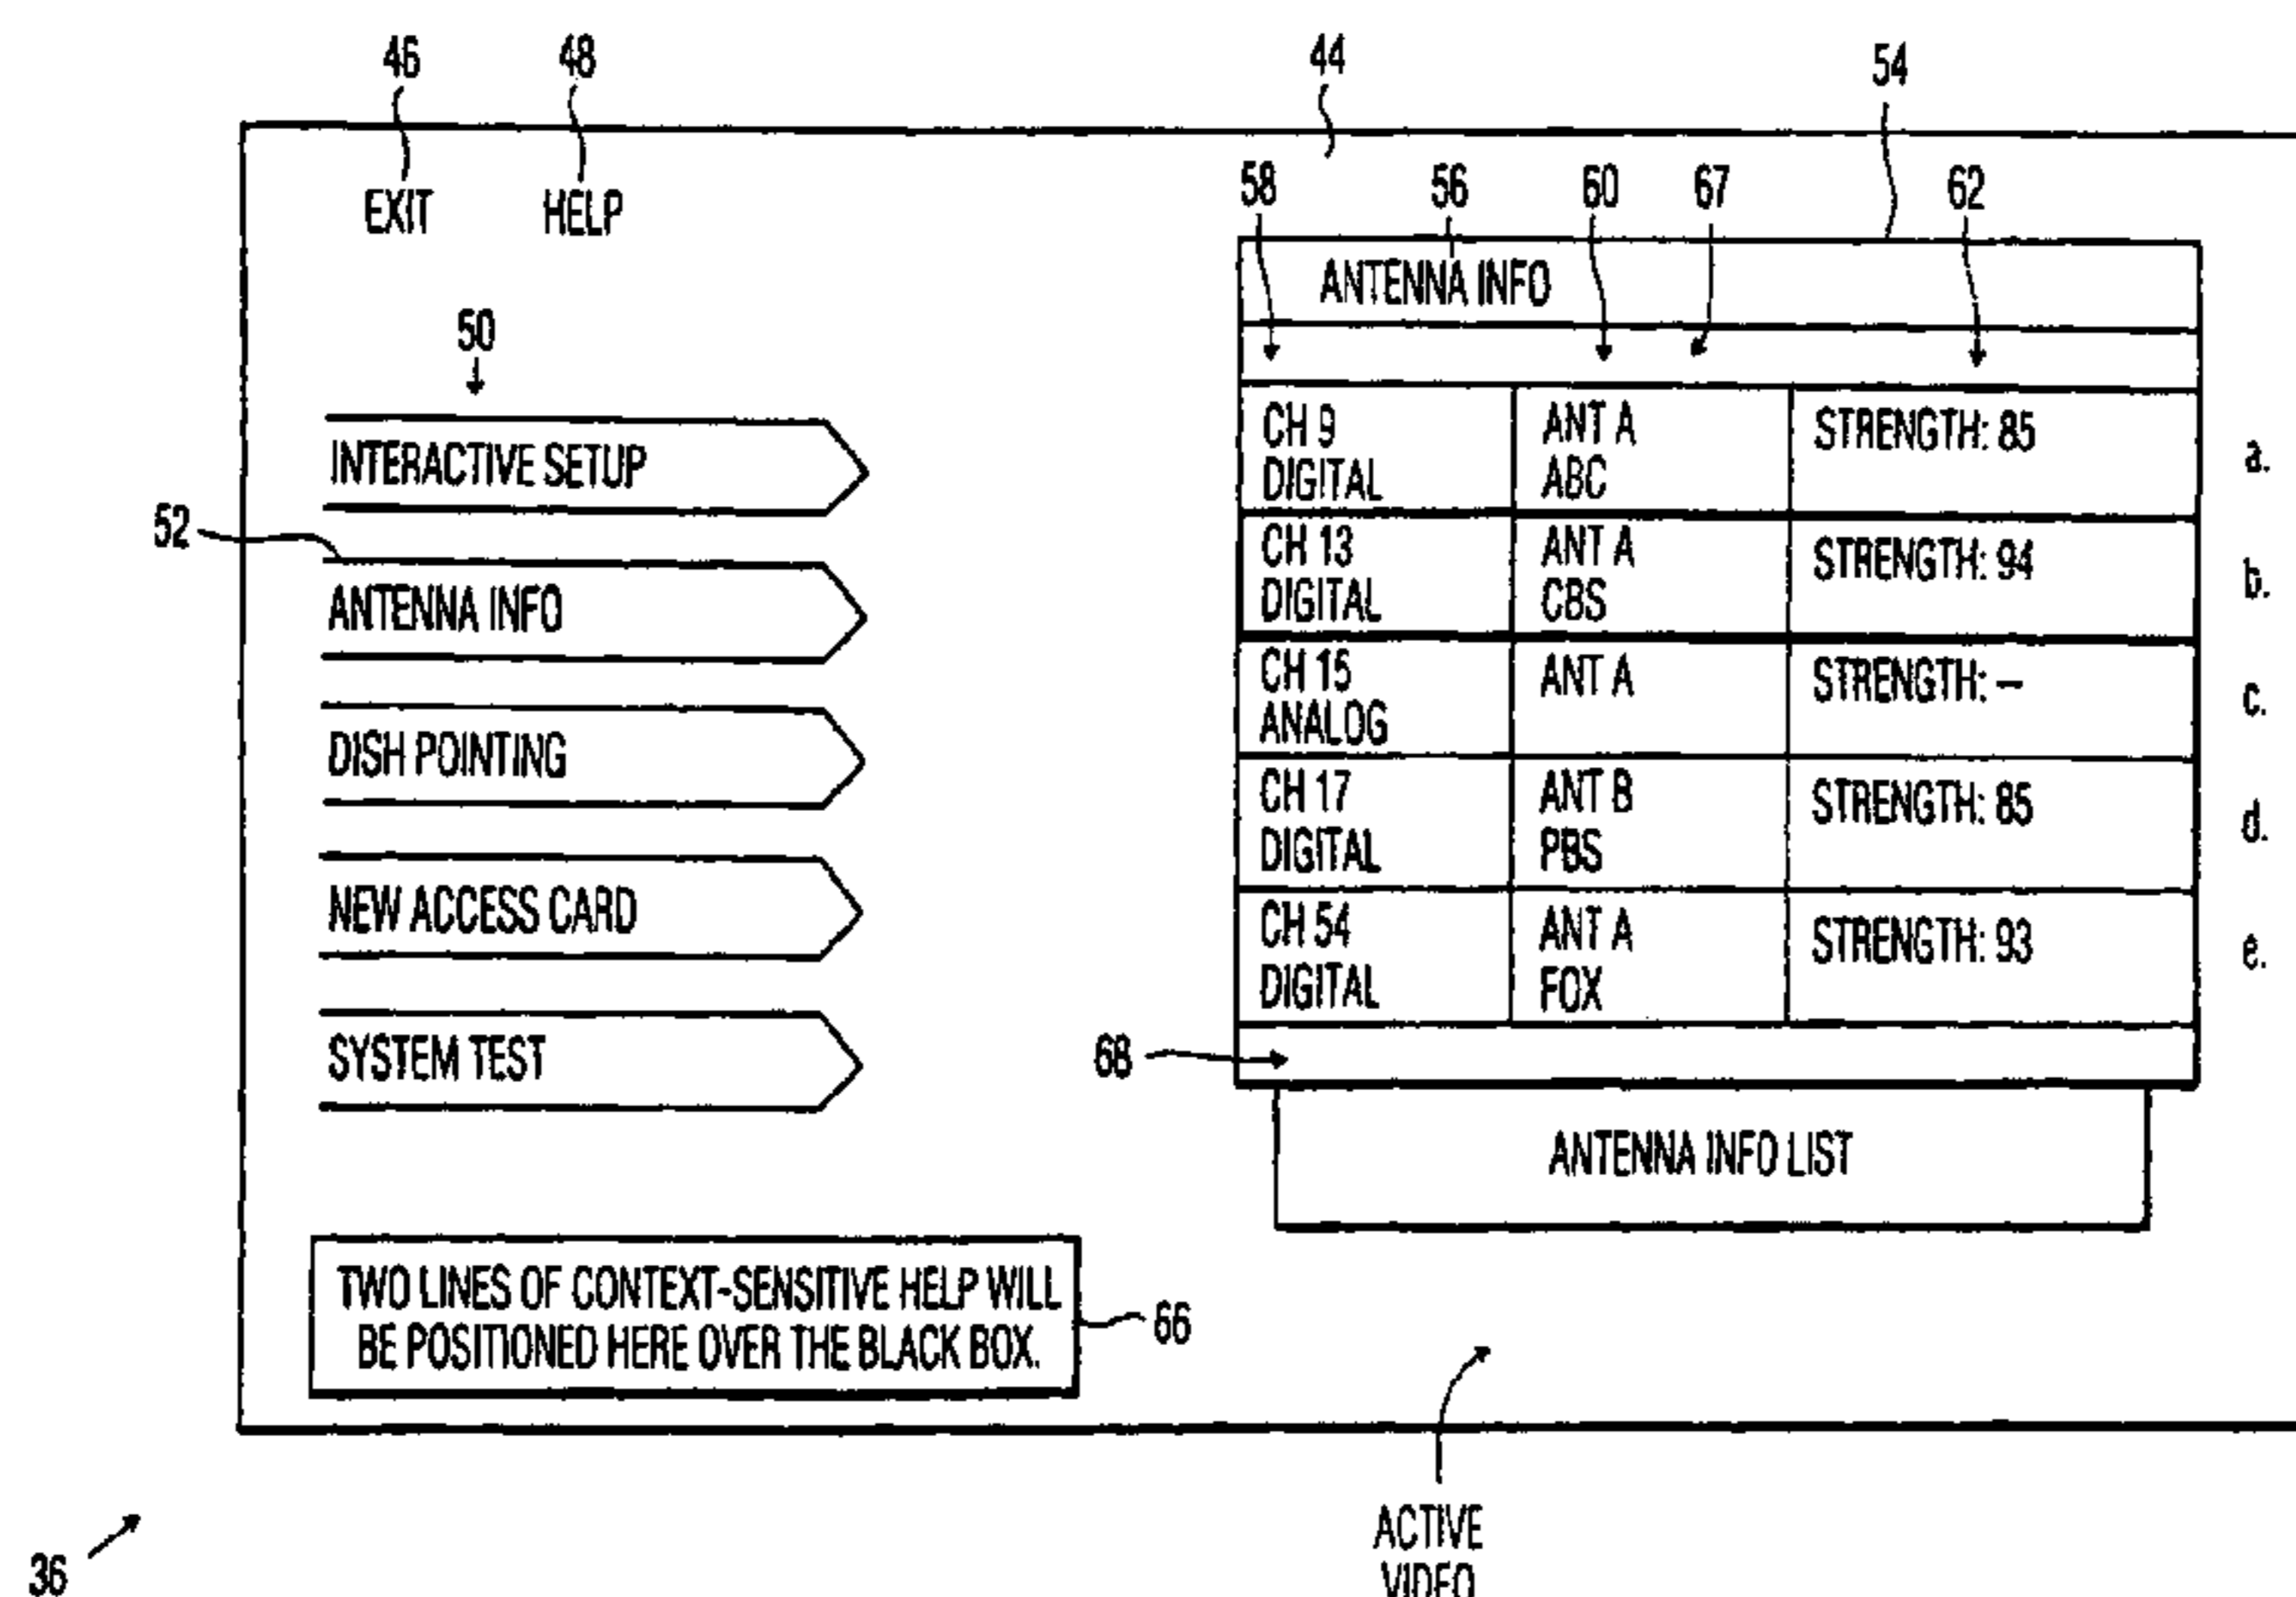 46 48 44 54
EXIT HELP
58 56 60 67 62
ANTENNA INFO
50
INTERACTIVE SETUP
52
ANTENNA INFO
DISH POINTING
NEW ACCESS CARD
SYSTEM TEST
CH 9 ANT A STRENGTH: 85 a.
DIGITAL ABC
CH 13 ANT A STRENGTH: 94 b.
DIGITAL CBS
CH 15 ANT A STRENGTH: – c.
ANALOG
CH 17 ANT B STRENGTH: 85 d.
DIGITAL PBS
CH 54 ANT A STRENGTH: 93 e.
DIGITAL FOX
68
ANTENNA INFO LIST
TWO LINES OF CONTEXT-SENSITIVE HELP WILL
BE POSITIONED HERE OVER THE BLACK BOX.
66
36
ACTIVE
VIDEO